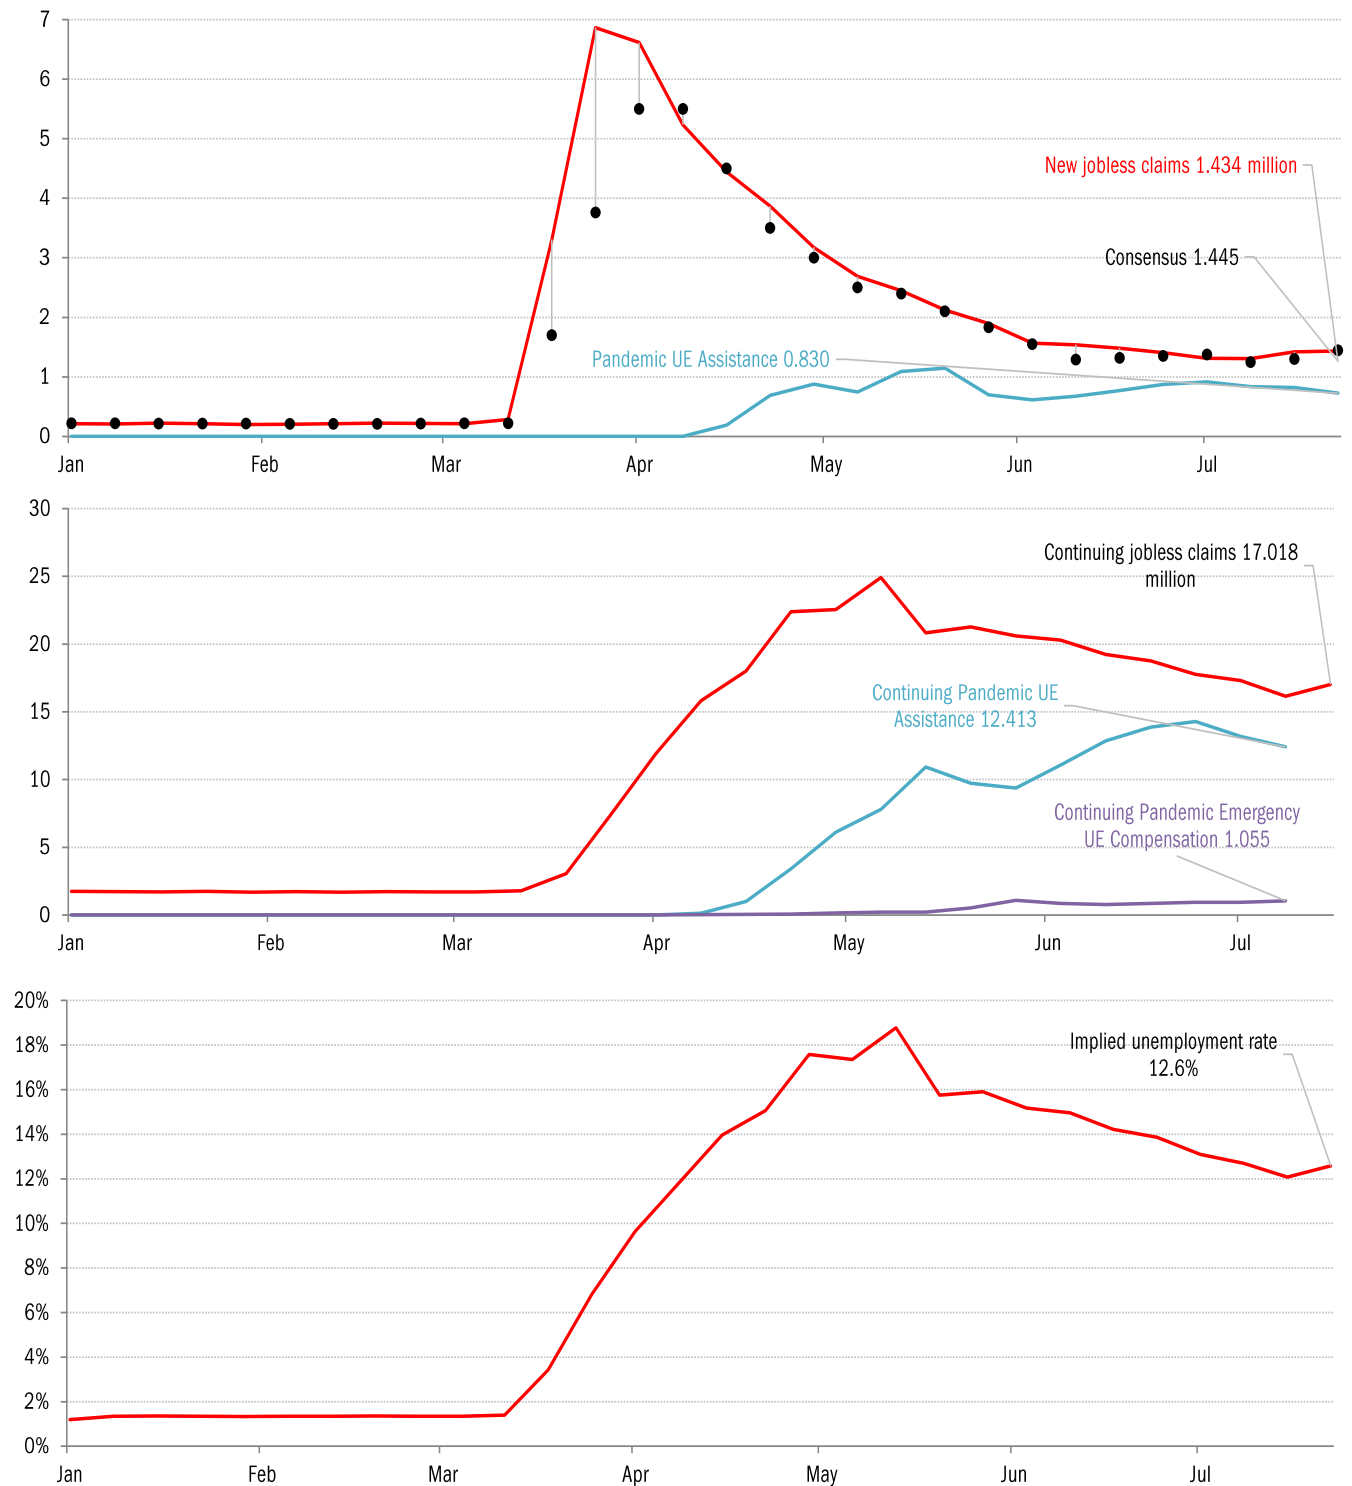 7
6
5
4
3
2
1
0
New jobless claims 1.434 million
Consensus 1.445
Pandemic UE Assistance 0.830
Jan Feb Mar Apr May Jun Jul
30
25
20
15
10
5
0
Continuing jobless claims 17.018
million
Continuing Pandemic UE
Assistance 12.413
Continuing Pandemic Emergency
UE Compensation 1.055
Jan Feb Mar Apr May Jun Jul
20%
18%
16%
14%
12%
10%
8%
6%
4%
2%
0%
Implied unemployment rate
12.6%
Jan Feb Mar Apr May Jun Jul